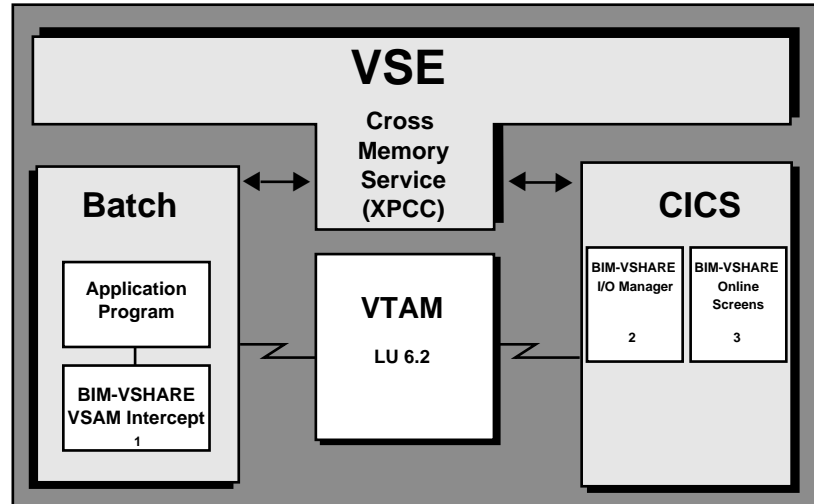 VSE
Cross
Memory
Service
(XPCC)
Batch
Application
Program
BIM-VSHARE
VSAM Intercept
1
VTAM
LU 6.2
CICS
BIM-VSHARE
I/O Manager
2
BIM-VSHARE
Online
Screens
3